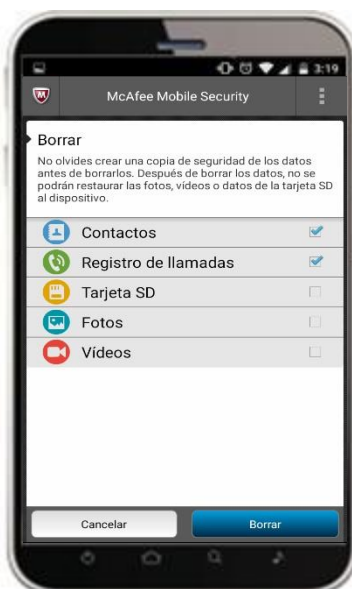 3:19
McAfee Mobile Security
Borrar
No olvides crear una copia de seguridad de los datos
antes de borrarlos. Después de borrar los datos, no se
podrán restaurar las fotos, vídeos o datos de la tarjeta SD
al dispositivo.
Contactos
Registro de llamadas
Tarjeta SD
Fotos
Vídeos
Cancelar
Borrar